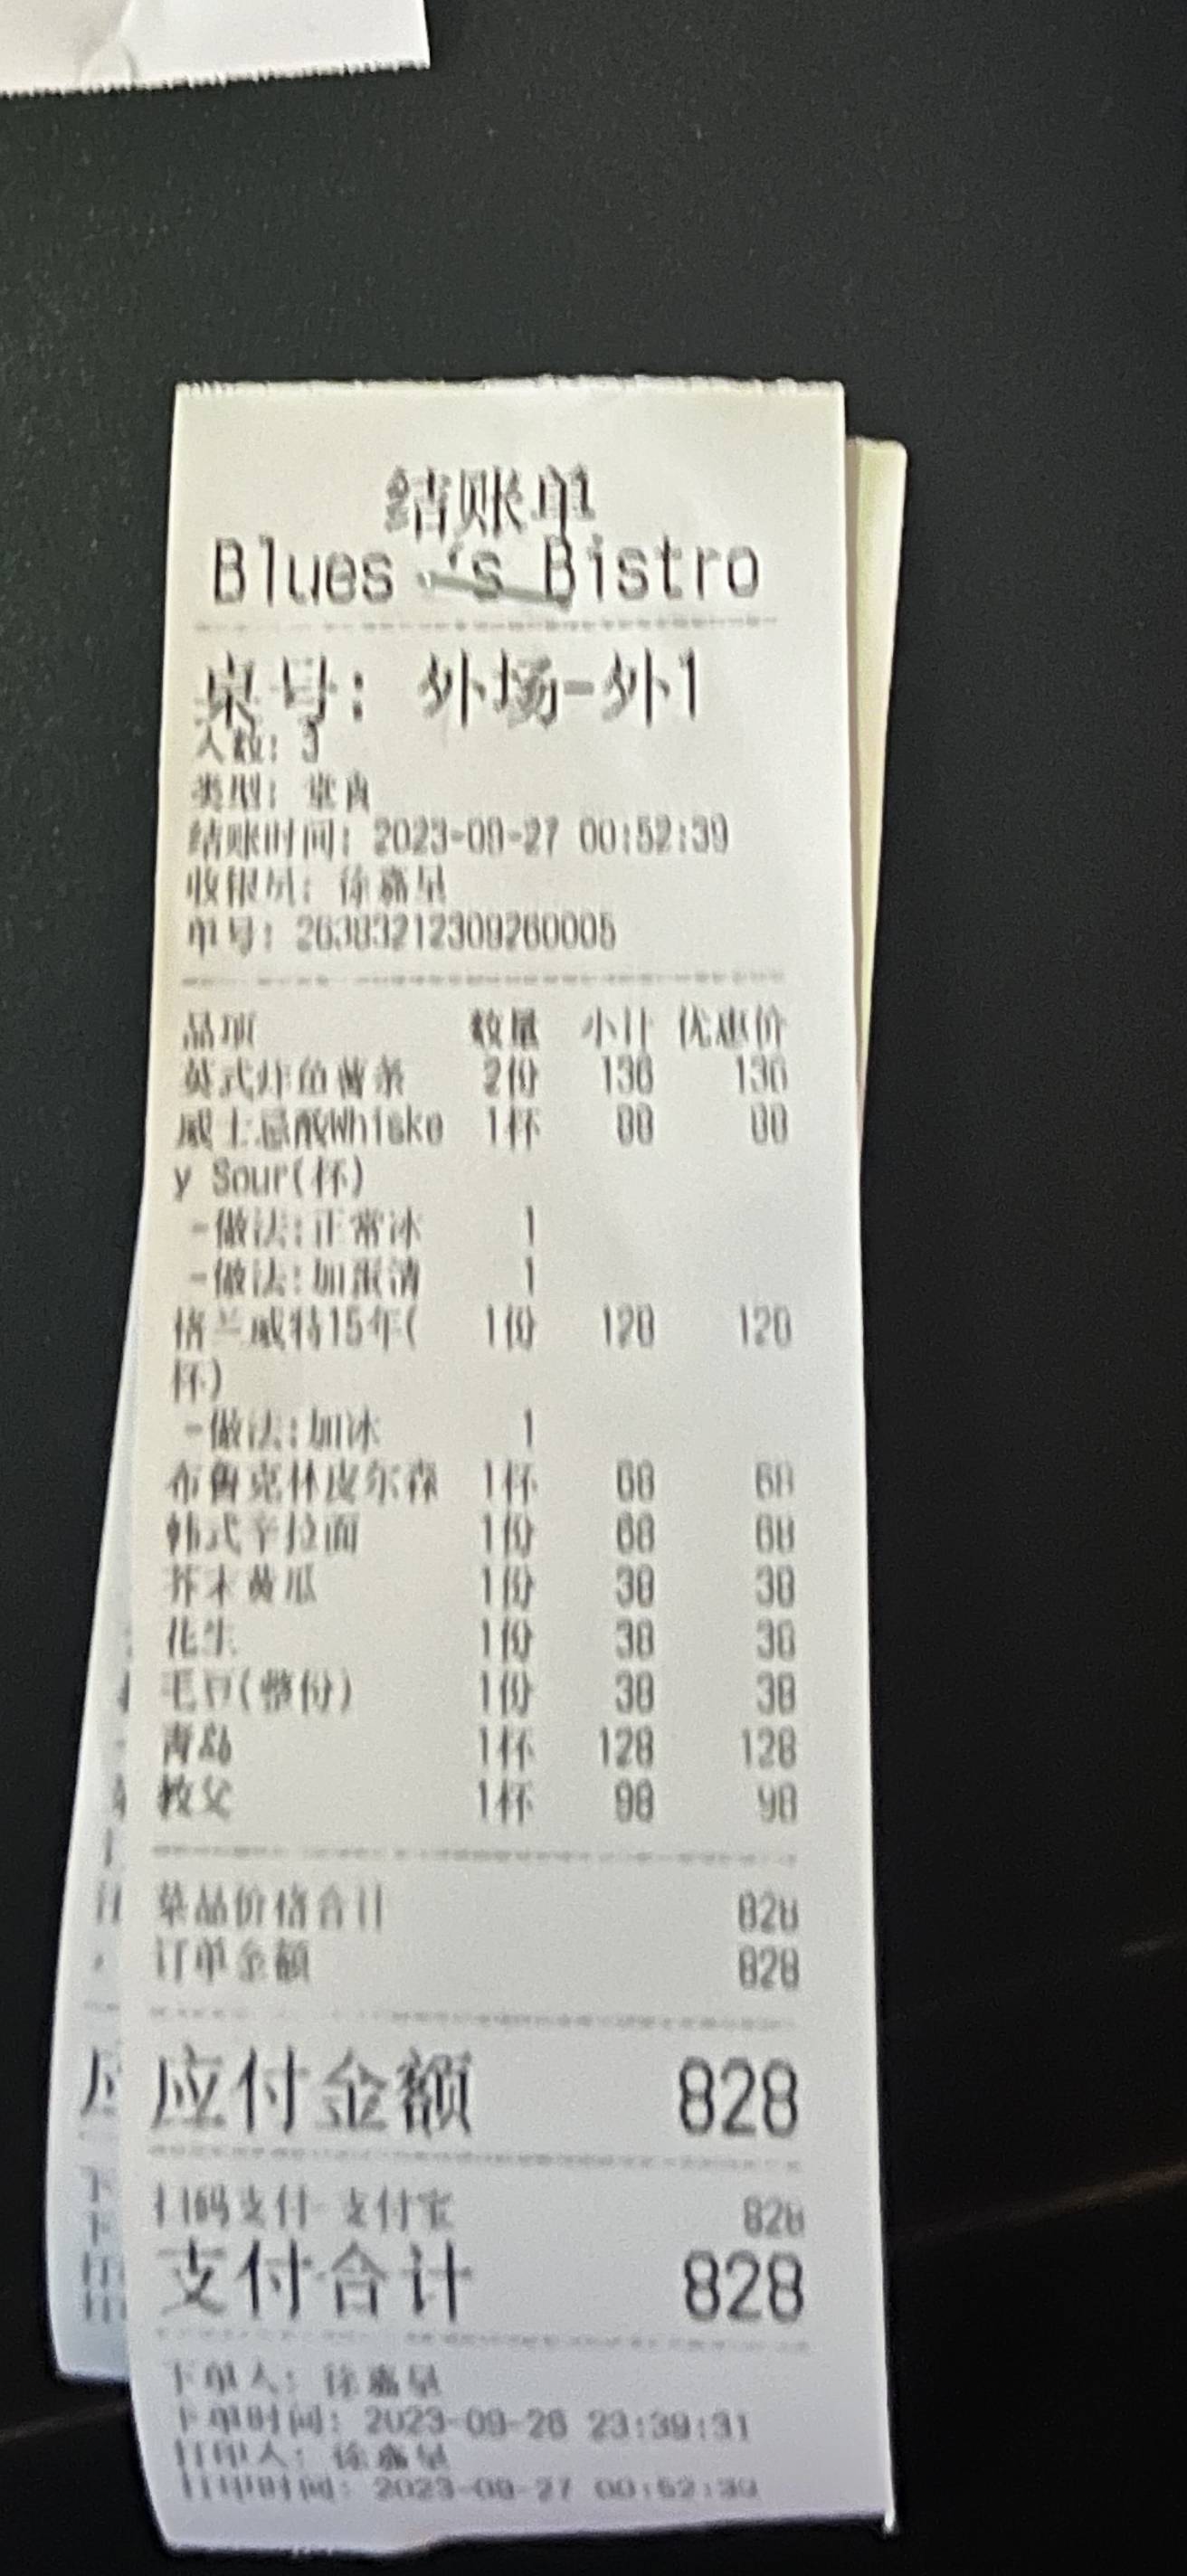 结账单
Blues 's Bistro
桌号: 外场-外1
人数: 3
类型: 堂食
结账时间: 2023-09-27 00:52:39
收银员: 徐嘉星
单号: 26383212309260005
品项 数量 小计 优惠价
英式炸鱼薯条 2份 136 136
威士忌酸Whiske 1杯 88 88
y Sour(杯)
-做法:正常冰 1
-做法:加蛋清 1
格兰威特15年( 1份 128 128
杯)
-做法:加冰 1
布鲁克林皮尔森 1杯 68 68
韩式辛拉面 1份 68 68
芥末黄瓜 1份 38 38
花生 1份 38 38
毛豆(整份) 1份 38 38
青岛 1杯 128 128
教父 1杯 98 98
菜品价格合计 828
订单金额 828
应付金额 828
扫码支付-支付宝 828
支付合计 828
下单人: 徐嘉星
下单时间: 2023-09-26 23:39:31
打印人: 徐嘉星
打印时间: 2023-09-27 00:52:39